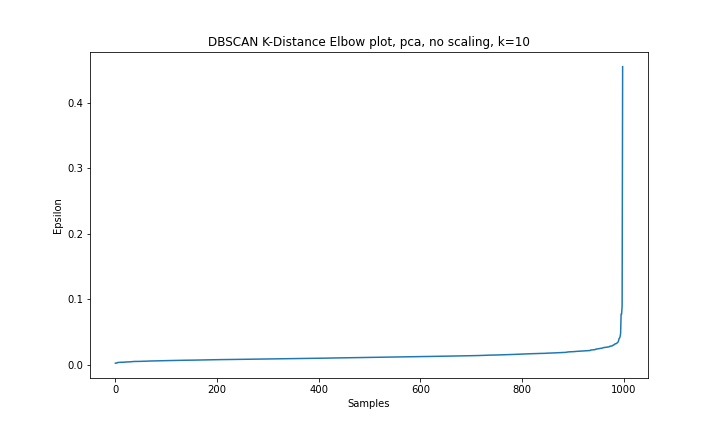 DBSCAN K-Distance Elbow plot, pca, no scaling, k=10
0.4
0.3
0.2
0.1
0.0
Epsilon
0 200 400 600 800 1000
Samples